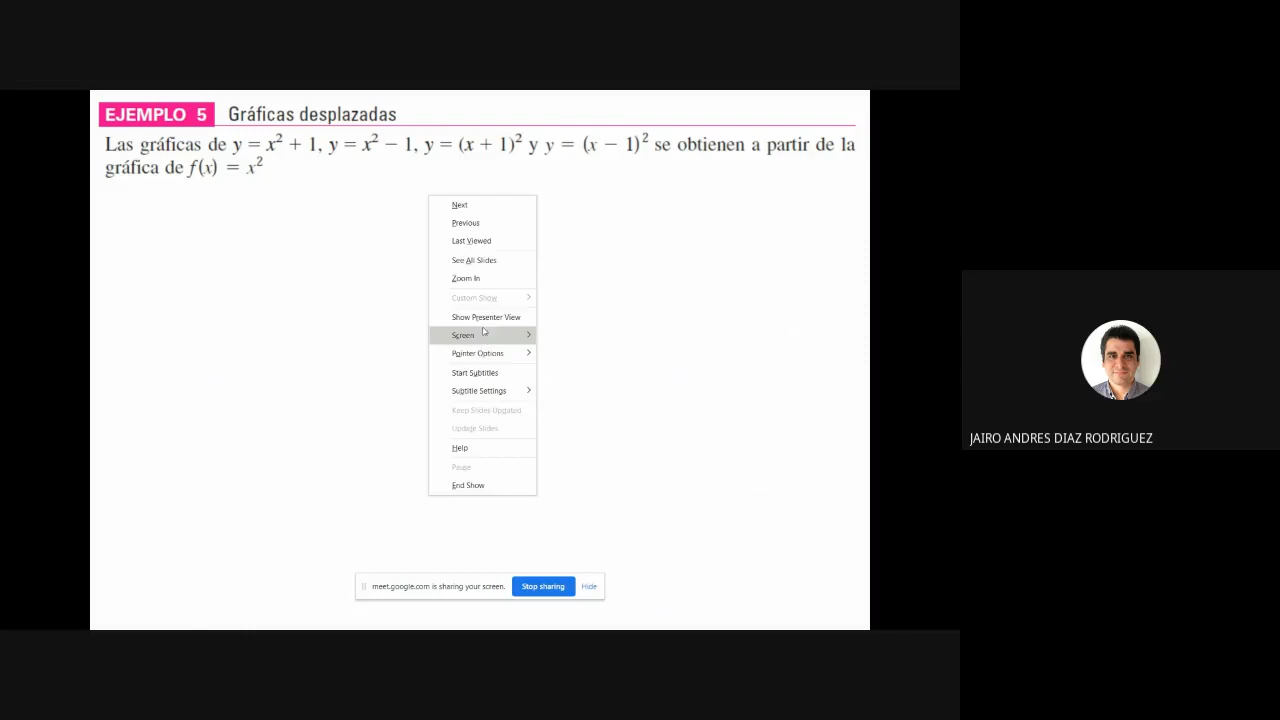 EJEMPLO 5 Gráficas desplazadas
Las gráficas de y = x² + 1, y = x² − 1, y = (x + 1)² y y = (x − 1)² se obtienen a partir de la
gráfica de f(x) = x²
Next
Previous
Last Viewed
See All Slides
Zoom In
Custom Show
Show Presenter View
Screen
Pointer Options
Start Subtitles
Subtitle Settings
Keep Slides Updated
Update Slides
Help
Pause
End Show
meet.google.com is sharing your screen. Stop sharing Hide
JAIRO ANDRES DIAZ RODRIGUEZ